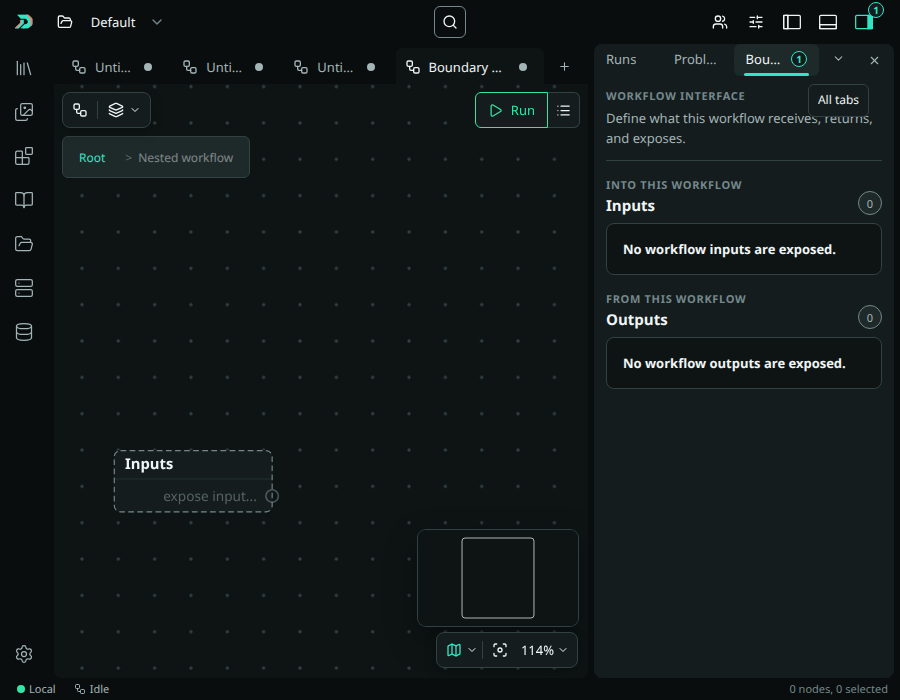 Default
1
Unti...
Unti...
Unti...
Boundary ...
Runs
Probl...
Bou...
1
Run
Root > Nested workflow
WORKFLOW INTERFACE
All tabs
Define what this workflow receives, returns,
and exposes.
INTO THIS WORKFLOW
Inputs
0
No workflow inputs are exposed.
FROM THIS WORKFLOW
Outputs
0
No workflow outputs are exposed.
Inputs
expose input...
114%
Local
Idle
0 nodes, 0 selected